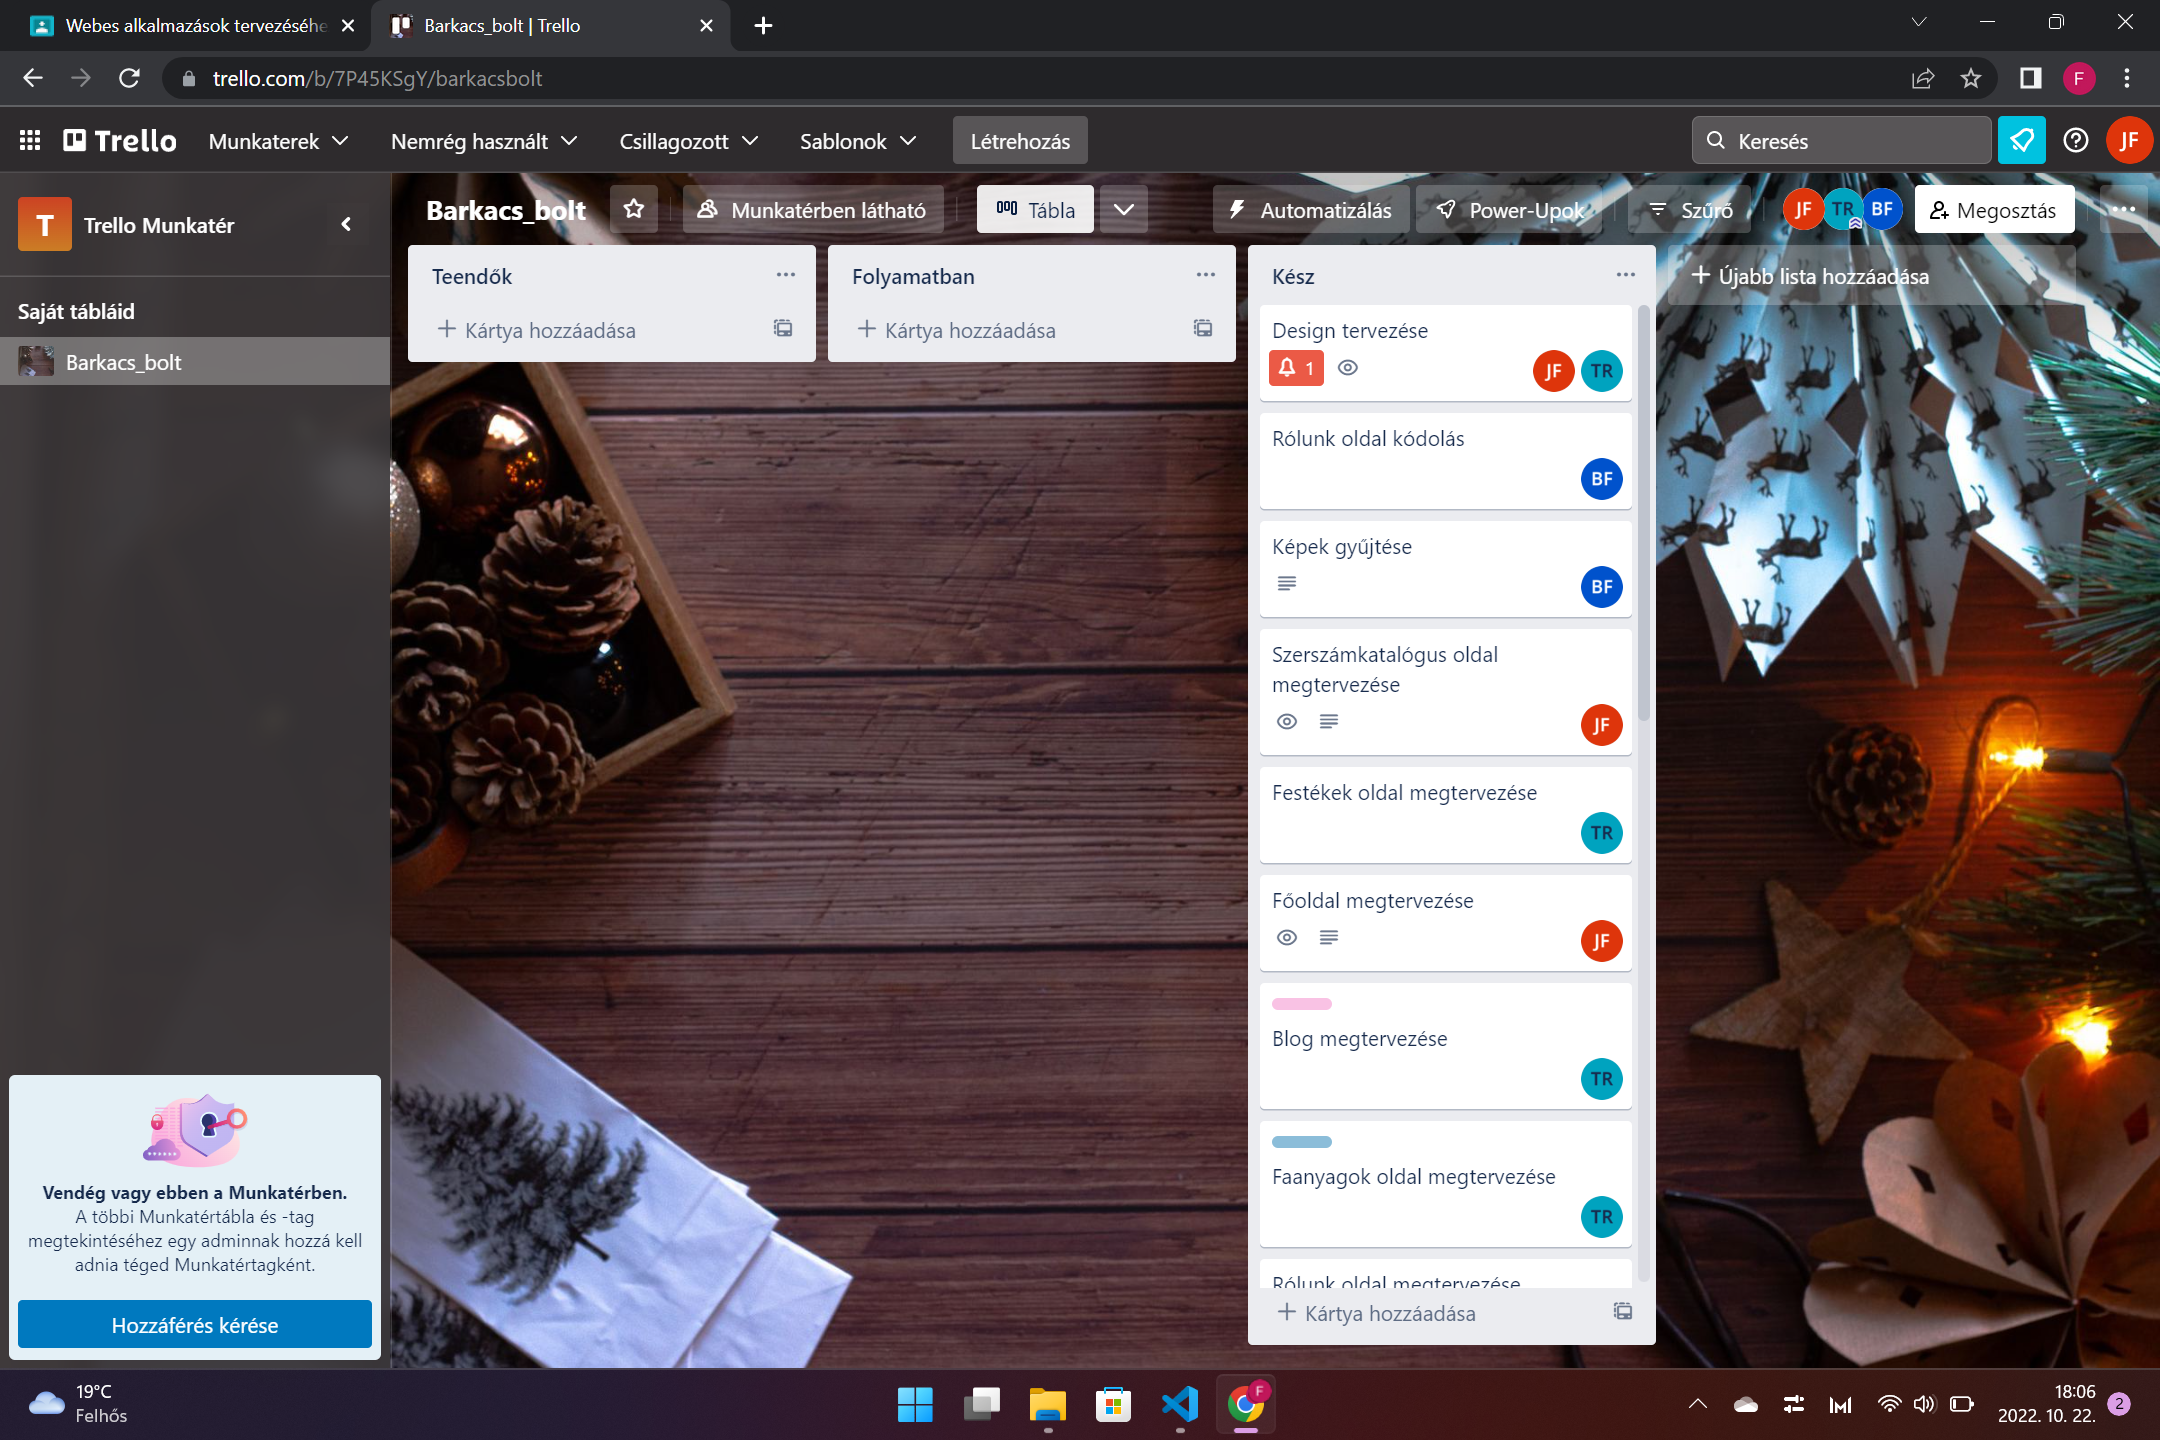 Webes alkalmazások tervezéséhe
Barkacs_bolt | Trello
trello.com/b/7P45KSgY/barkacsbolt
F
Trello
Munkaterek
Nemrég használt
Csillagozott
Sablonok
Létrehozás
Keresés
JF
T
Trello Munkatér
Barkacs_bolt
Munkatérben látható
Tábla
Automatizálás
Power-Upok
Szűrő
JF
TR
BF
Megosztás
Saját tábláid
Barkacs_bolt
Teendők
Kártya hozzáadása
Folyamatban
Kártya hozzáadása
Kész
Design tervezése
1
JF
TR
Rólunk oldal kódolás
BF
Képek gyűjtése
BF
Szerszámkatalógus oldal
megtervezése
JF
Festékek oldal megtervezése
TR
Főoldal megtervezése
JF
Blog megtervezése
TR
Faanyagok oldal megtervezése
TR
Rólunk oldal megtervezése
Kártya hozzáadása
Újabb lista hozzáadása
Vendég vagy ebben a Munkatérben.
A többi Munkatértábla és -tag
megtekintéséhez egy adminnak hozzá kell
adnia téged Munkatértagként.
Hozzáférés kérése
19°C
Felhős
F
18:06
2022. 10. 22.
2